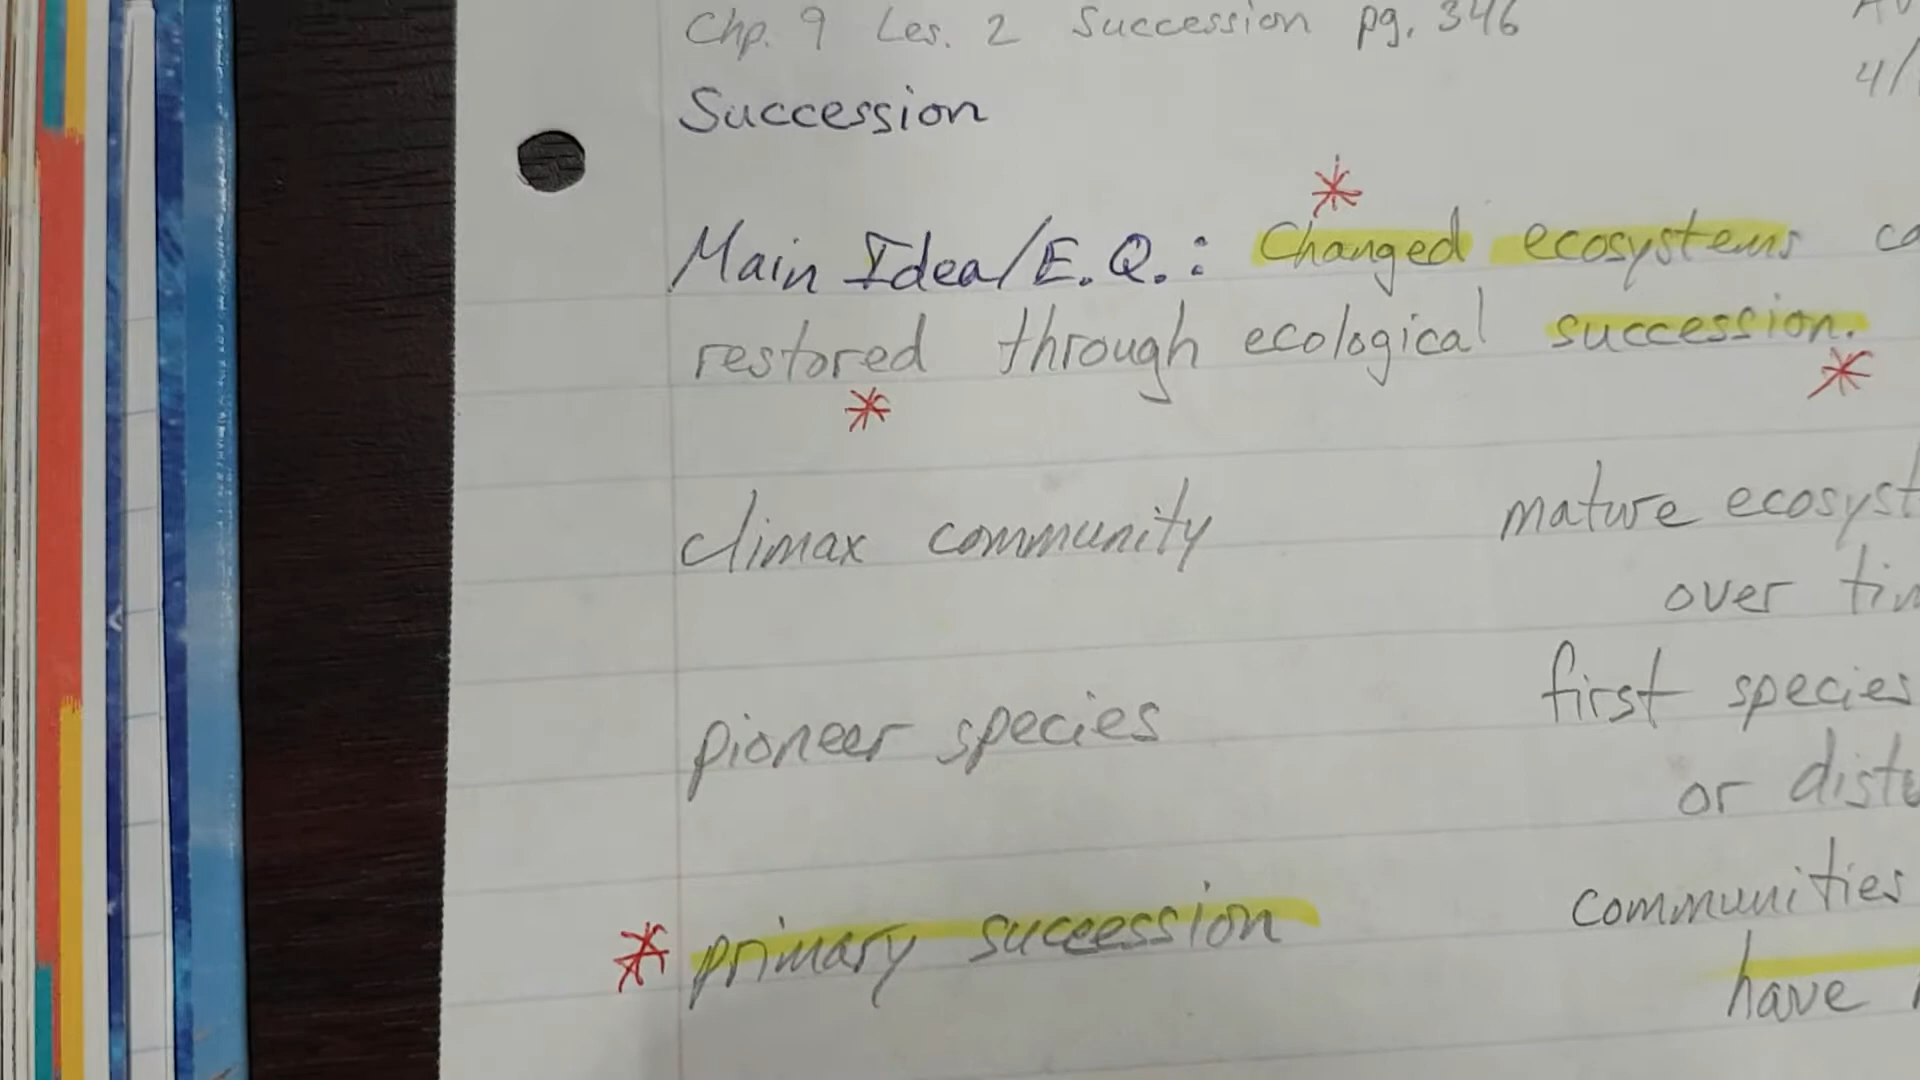 Chp. 9 Les. 2 Succession pg. 346
4/
Succession
Main Idea/E.Q.: Changed ecosystems
restored through ecological succession.
climax community mature
over
pioneer species first species
or
primary succession communities
have